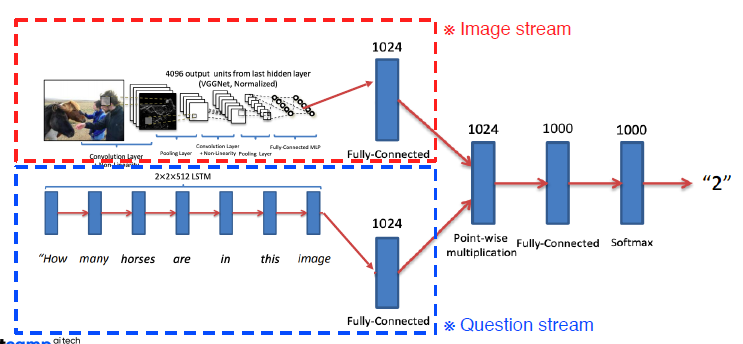 ※ Image stream
4096 output units from last hidden layer
(VGGNet, Normalized)
1024
Convolution Layer
+ Non-Linearity
Pooling Layer
Convolution Layer
+ Non-Linearity
Pooling Layer
Fully-Connected MLP
Fully-Connected
2×2×512 LSTM
"How many horses are in this image
1024
Fully-Connected
※ Question stream
1024
Point-wise
multiplication
1000
Fully-Connected
1000
Softmax
"2"
ai tech